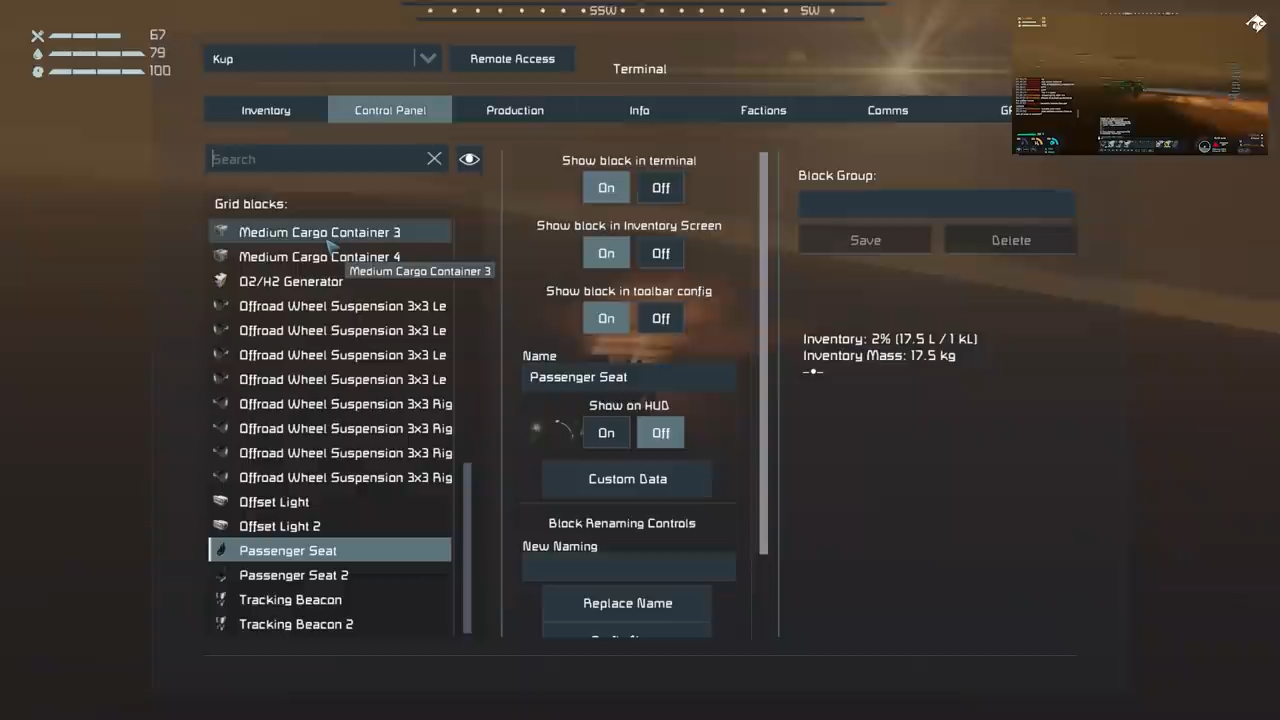 SSW
SW
67
79
100
Kup
Remote Access
Terminal
Inventory
Control Panel
Production
Info
Factions
Comms
Search
Grid blocks:
Medium Cargo Container 3
Medium Cargo Container 4
Medium Cargo Container 3
O2/H2 Generator
Offroad Wheel Suspension 3x3 Le
Offroad Wheel Suspension 3x3 Le
Offroad Wheel Suspension 3x3 Le
Offroad Wheel Suspension 3x3 Le
Offroad Wheel Suspension 3x3 Rig
Offroad Wheel Suspension 3x3 Rig
Offroad Wheel Suspension 3x3 Rig
Offroad Wheel Suspension 3x3 Rig
Offset Light
Offset Light 2
Passenger Seat
Passenger Seat 2
Tracking Beacon
Tracking Beacon 2
Show block in terminal
On
Off
Show block in Inventory Screen
On
Off
Show block in toolbar config
On
Off
Name
Passenger Seat
Show on HUD
On
Off
Custom Data
Block Renaming Controls
New Naming
Replace Name
Block Group:
Save
Delete
Inventory: 2% (17.5 L / 1 kL)
Inventory Mass: 17.5 kg